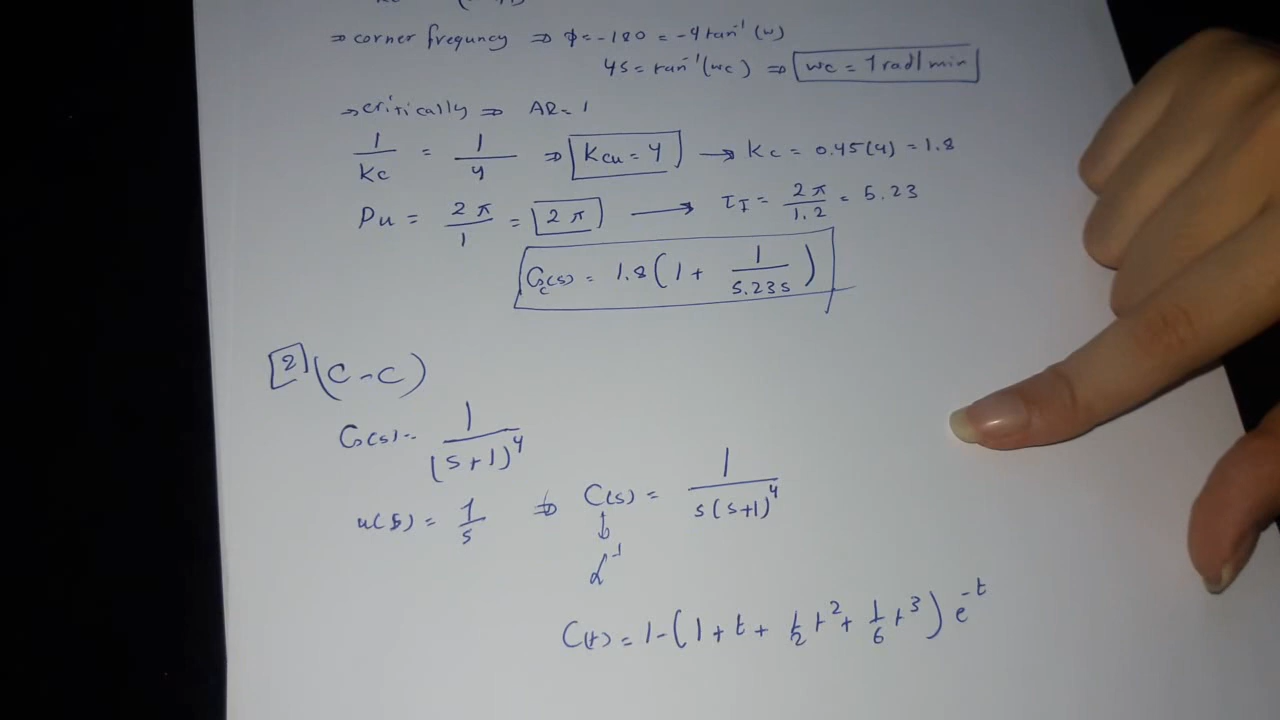 ⇒ corner frequncy ⇒ φ = -180 = -4 tan⁻¹(w)
45 = tan⁻¹(wc) ⇒ wc = 1 rad/min
→ critically ⇒ AR = 1
1/Kc = 1/4 ⇒ Kcu = 4 → Kc = 0.45(4) = 1.8
Pu = 2π/1 = 2π → τI = 2π/1.2 = 5.23
Gc(s) = 1.8(1 + 1/5.23s)
2 (C-C)
G(s) = 1/(s+1)⁴
u(s) = 1/s ⇒ C(s) = 1/s(s+1)⁴
↓
ℒ⁻¹
C(t) = 1-(1+t+1/2 t²+1/6 t³)e⁻ᵗ